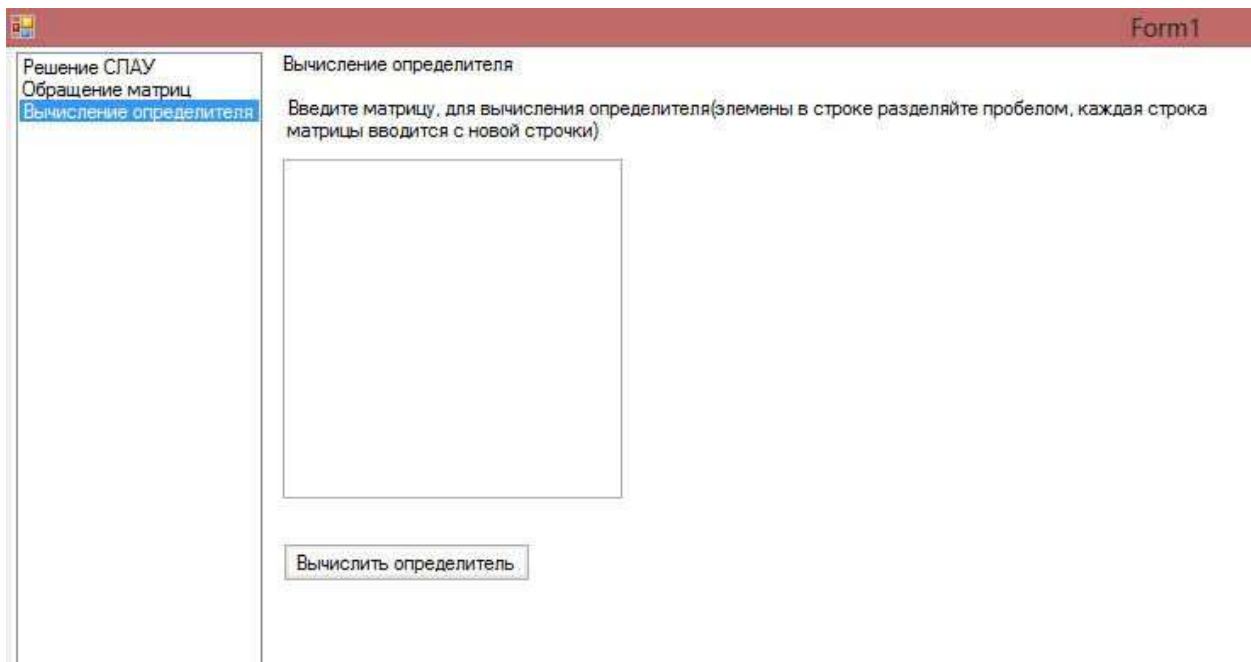 Form1
Решение СЛАУ
Обращение матриц
Вычисление определителя
Вычисление определителя
Введите матрицу, для вычисления определителя(элемены в строке разделяйте пробелом, каждая строка
матрицы вводится с новой строчки)
Вычислить определитель